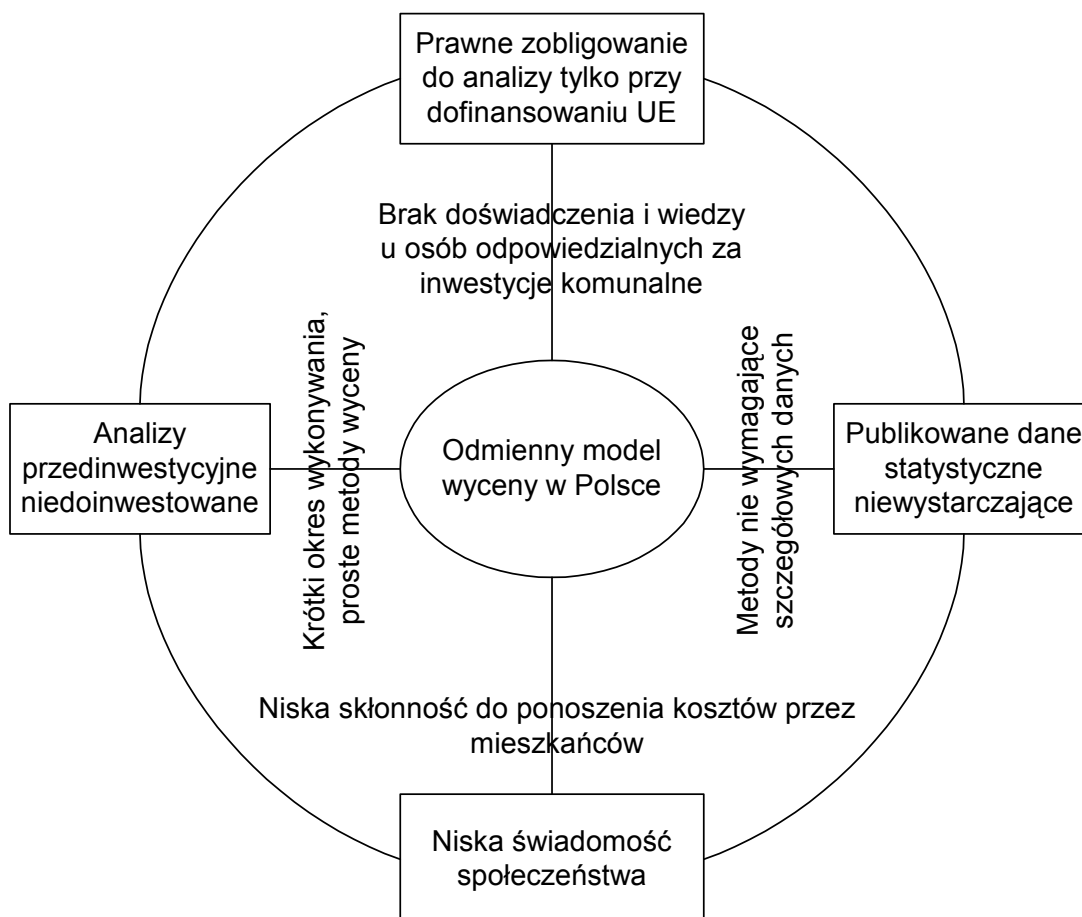 Prawne zobligowanie
do analizy tylko przy
dofinansowaniu UE
Brak doświadczenia i wiedzy
u osób odpowiedzialnych za
inwestycje komunalne
Analizy
przedinwestycyjne
niedoinwestowane
Krótki okres wykonywania,
proste metody wyceny
Odmienny model
wyceny w Polsce
Metody nie wymagające
szczegółowych danych
Publikowane dane
statystyczne
niewystarczające
Niska skłonność do ponoszenia kosztów przez
mieszkańców
Niska świadomość
społeczeństwa